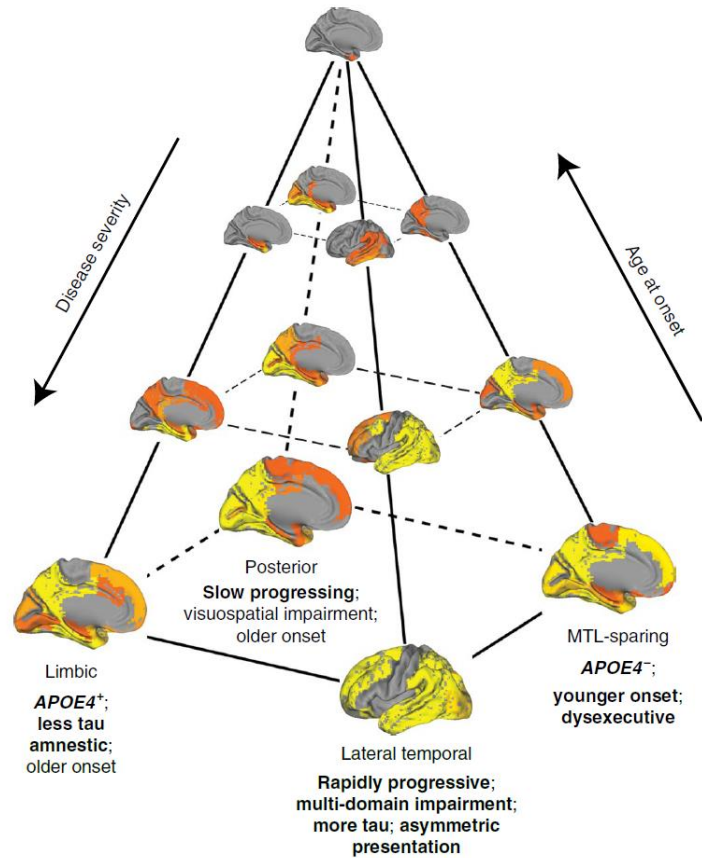 Disease severity
Age at onset
Posterior
Slow progressing;
visuospatial impairment;
older onset
MTL-sparing
APOE4⁻;
younger onset;
dysexecutive
Limbic
APOE4⁺;
less tau
amnestic;
older onset
Lateral temporal
Rapidly progressive;
multi-domain impairment;
more tau; asymmetric
presentation